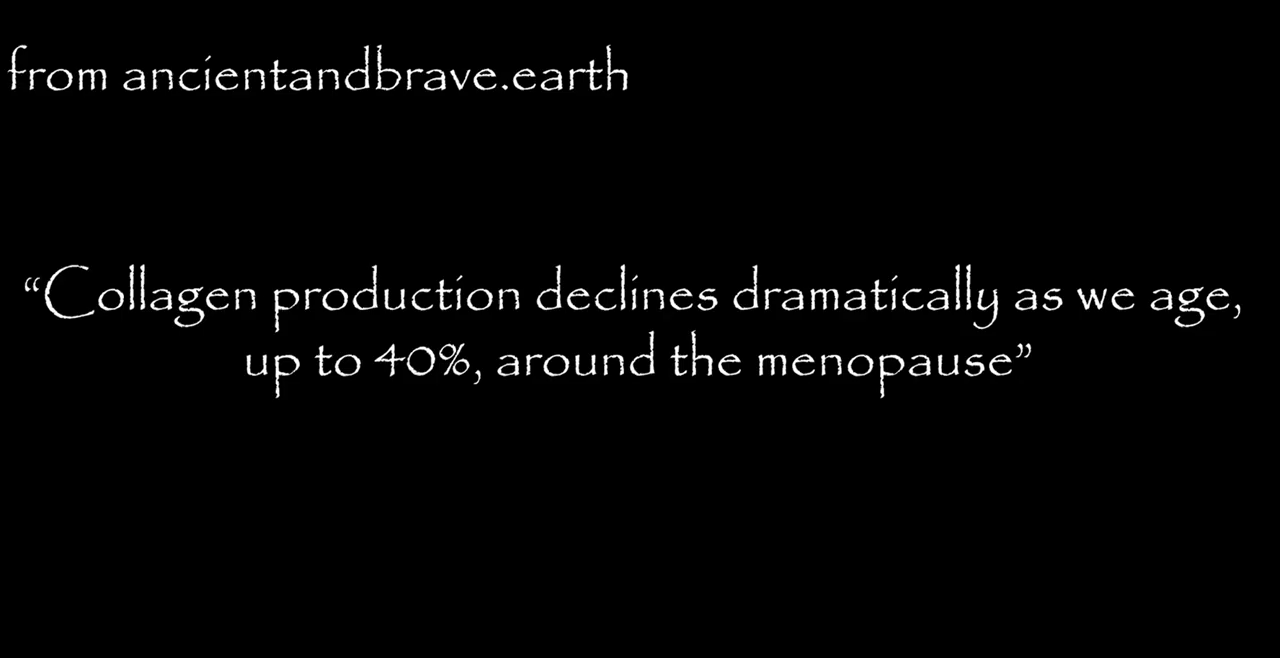 from ancientandbrave.earth
“Collagen production declines dramatically as we age,
up to 40%, around the menopause”